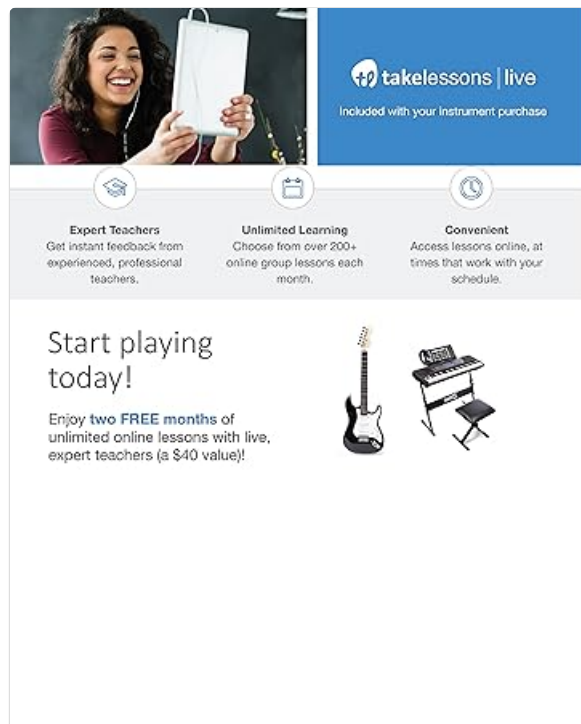 takelessons | live
Included with your instrument purchase
Expert Teachers
Get instant feedback from
experienced, professional
teachers.
Unlimited Learning
Choose from over 200+
online group lessons each
month.
Convenient
Access lessons online, at
times that work with your
schedule.
Start playing
today!
Enjoy two FREE months of
unlimited online lessons with live,
expert teachers (a $40 value)!